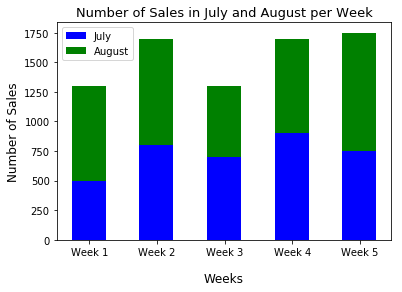 Number of Sales in July and August per Week
July
August
Number of Sales
1750
1500
1250
1000
750
500
250
0
Week 1 Week 2 Week 3 Week 4 Week 5
Weeks